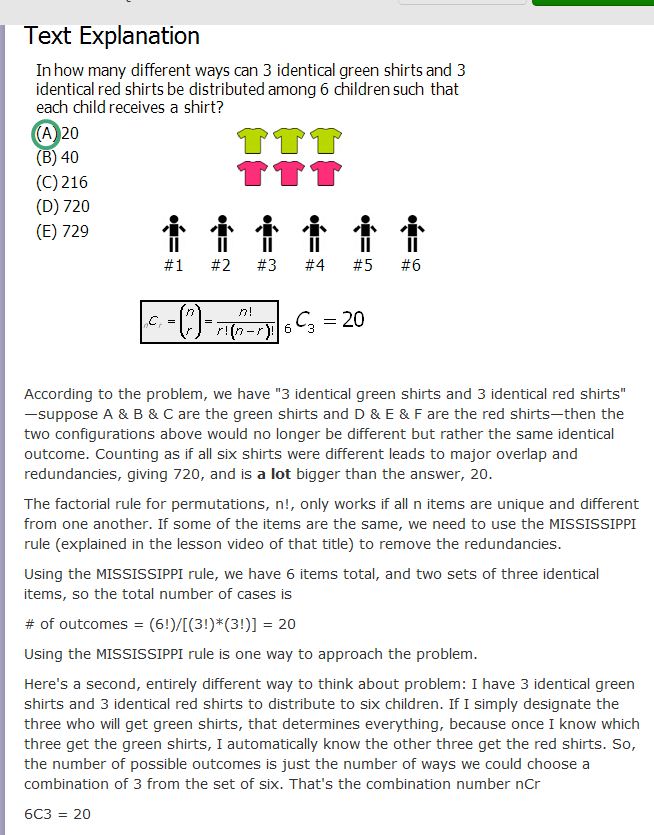 Text Explanation
In how many different ways can 3 identical green shirts and 3
identical red shirts be distributed among 6 children such that
each child receives a shirt?
(A) 20
(B) 40
(C) 216
(D) 720
(E) 729
#1 #2 #3 #4 #5 #6
nCr = (n r) = n! / r!(n-r)! 6C3 = 20
According to the problem, we have "3 identical green shirts and 3 identical red shirts"
—suppose A & B & C are the green shirts and D & E & F are the red shirts—then the
two configurations above would no longer be different but rather the same identical
outcome. Counting as if all six shirts were different leads to major overlap and
redundancies, giving 720, and is a lot bigger than the answer, 20.
The factorial rule for permutations, n!, only works if all n items are unique and different
from one another. If some of the items are the same, we need to use the MISSISSIPPI
rule (explained in the lesson video of that title) to remove the redundancies.
Using the MISSISSIPPI rule, we have 6 items total, and two sets of three identical
items, so the total number of cases is
# of outcomes = (6!)/[(3!)*(3!)] = 20
Using the MISSISSIPPI rule is one way to approach the problem.
Here's a second, entirely different way to think about problem: I have 3 identical green
shirts and 3 identical red shirts to distribute to six children. If I simply designate the
three who will get green shirts, that determines everything, because once I know which
three get the green shirts, I automatically know the other three get the red shirts. So,
the number of possible outcomes is just the number of ways we could choose a
combination of 3 from the set of six. That's the combination number nCr
6C3 = 20